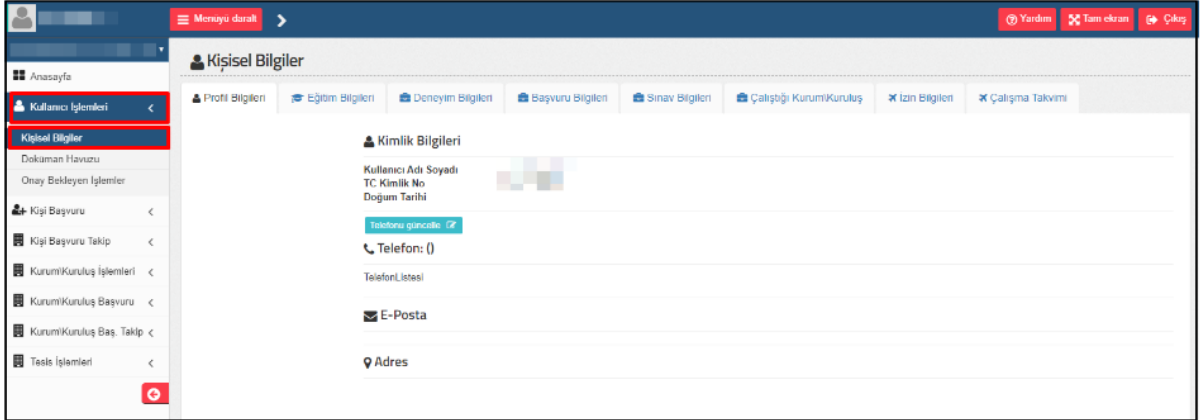 Menüyü daralt
Yardım
Tam ekran
Çıkış
Anasayfa
Kullanıcı İşlemleri
Kişisel Bilgiler
Doküman Havuzu
Onay Bekleyen İşlemler
Kişi Başvuru
Kişi Başvuru Takip
Kurum\Kuruluş İşlemleri
Kurum\Kuruluş Başvuru
Kurum\Kuruluş Baş. Takip
Tesis İşlemleri
Kişisel Bilgiler
Profil Bilgileri
Eğitim Bilgileri
Deneyim Bilgileri
Başvuru Bilgileri
Sınav Bilgileri
Çalıştığı Kurum\Kuruluş
İzin Bilgileri
Çalışma Takvimi
Kimlik Bilgileri
Kullanıcı Adı Soyadı
TC Kimlik No
Doğum Tarihi
Telefonu güncelle
Telefon: ()
TelefonListesi
E-Posta
Adres